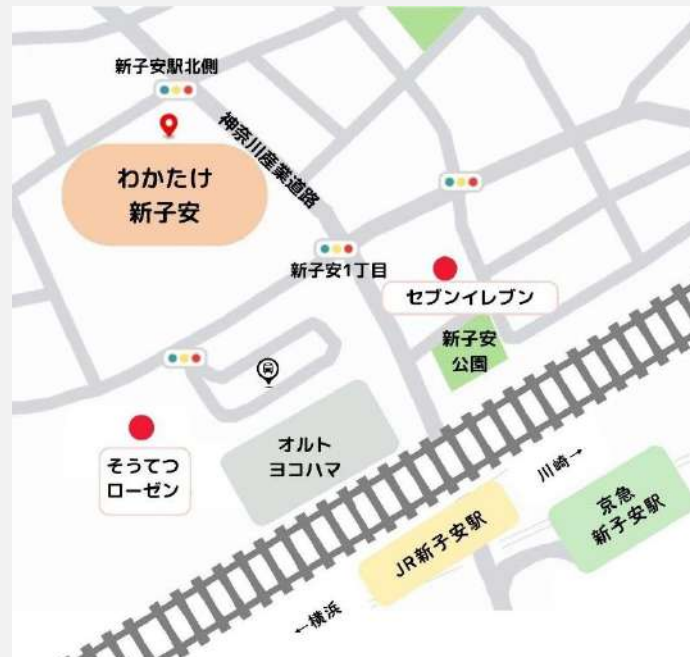 新子安駅北側
わかたけ
新子安
神奈川産業道路
新子安1丁目
セブンイレブン
新子安
公園
オルト
ヨコハマ
そうてつ
ローゼン
川崎→
京急
新子安駅
JR新子安駅
←横浜